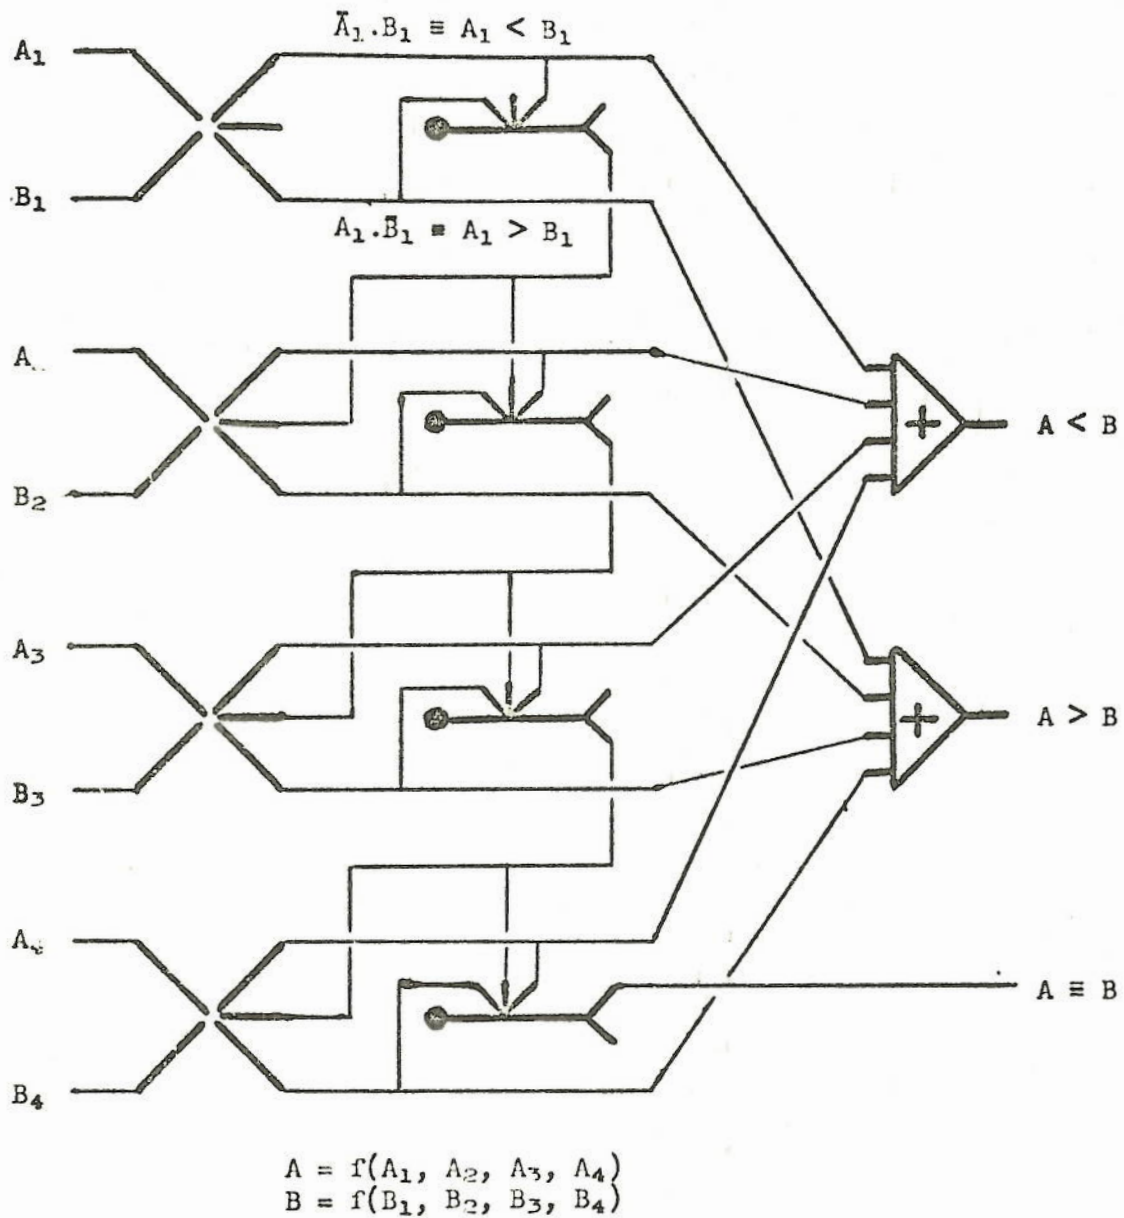 Ā₁.B₁ ≡ A₁ < B₁
A₁
B₁
A₁.B̄₁ ≡ A₁ > B₁
A
+
A < B
B₂
A₃
+
A > B
B₃
A
A ≡ B
B₄
A = f(A₁, A₂, A₃, A₄)
B = f(B₁, B₂, B₃, B₄)